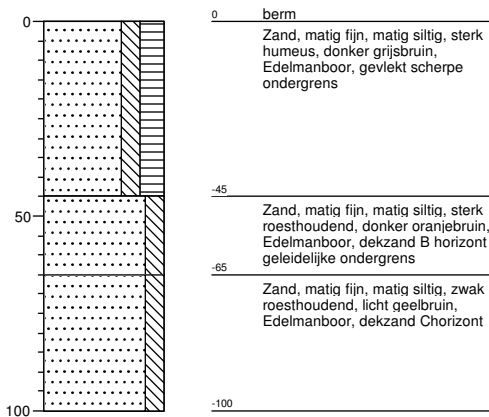 0
50
100
0 berm
Zand, matig fijn, matig siltig, sterk
humeus, donker grijsbruin,
Edelmanboor, gevlekt scherpe
ondergrens
-45
Zand, matig fijn, matig siltig, sterk
roesthoudend, donker oranjebruin,
Edelmanboor, dekzand B horizont
geleidelijke ondergrens
-65
Zand, matig fijn, matig siltig, zwak
roesthoudend, licht geelbruin,
Edelmanboor, dekzand Chorizont
-100